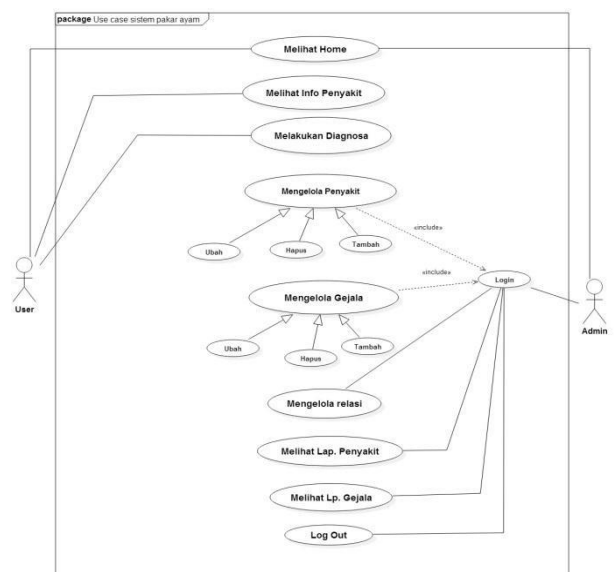 package Use case sistem pakar ayam
Melihat Home
Melihat Info Penyakit
Melakukan Diagnosa
Mengelola Penyakit
«include»
Ubah
Hapus
Tambah
«include»
Login
User
Admin
Mengelola Gejala
Ubah
Hapus
Tambah
Mengelola relasi
Melihat Lap. Penyakit
Melihat Lp. Gejala
Log Out